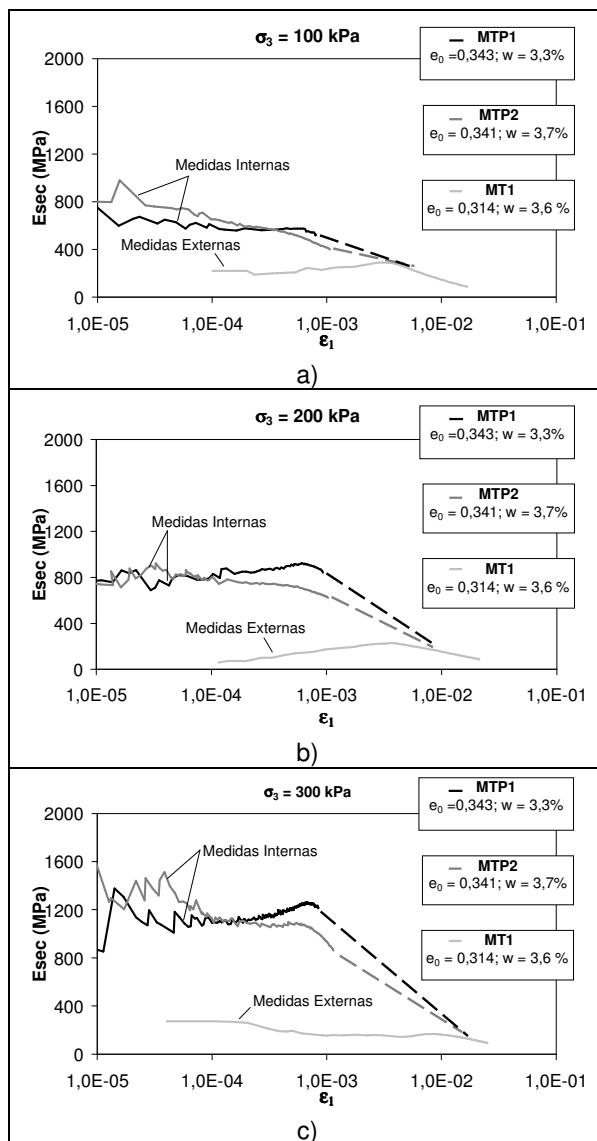 σ3 = 100 kPa
MTP1
e0 =0,343; w = 3,3%
MTP2
e0 = 0,341; w = 3,7%
MT1
e0 = 0,314; w = 3,6 %
Medidas Internas
Medidas Externas
Esec (MPa)
2000
1600
1200
800
400
0
1,0E-05 1,0E-04 1,0E-03 1,0E-02 1,0E-01
ε1
a)
σ3 = 200 kPa
MTP1
e0 =0,343; w = 3,3%
MTP2
e0 = 0,341; w = 3,7%
MT1
e0 = 0,314; w = 3,6 %
Medidas Internas
Medidas Externas
Esec (MPa)
2000
1600
1200
800
400
0
1,0E-05 1,0E-04 1,0E-03 1,0E-02 1,0E-01
ε1
b)
σ3 = 300 kPa
MTP1
e0 =0,343; w = 3,3%
MTP2
e0 = 0,341; w = 3,7%
MT1
e0 = 0,314; w = 3,6 %
Medidas Internas
Medidas Externas
Esec (MPa)
2000
1600
1200
800
400
0
1,0E-05 1,0E-04 1,0E-03 1,0E-02 1,0E-01
ε1
c)